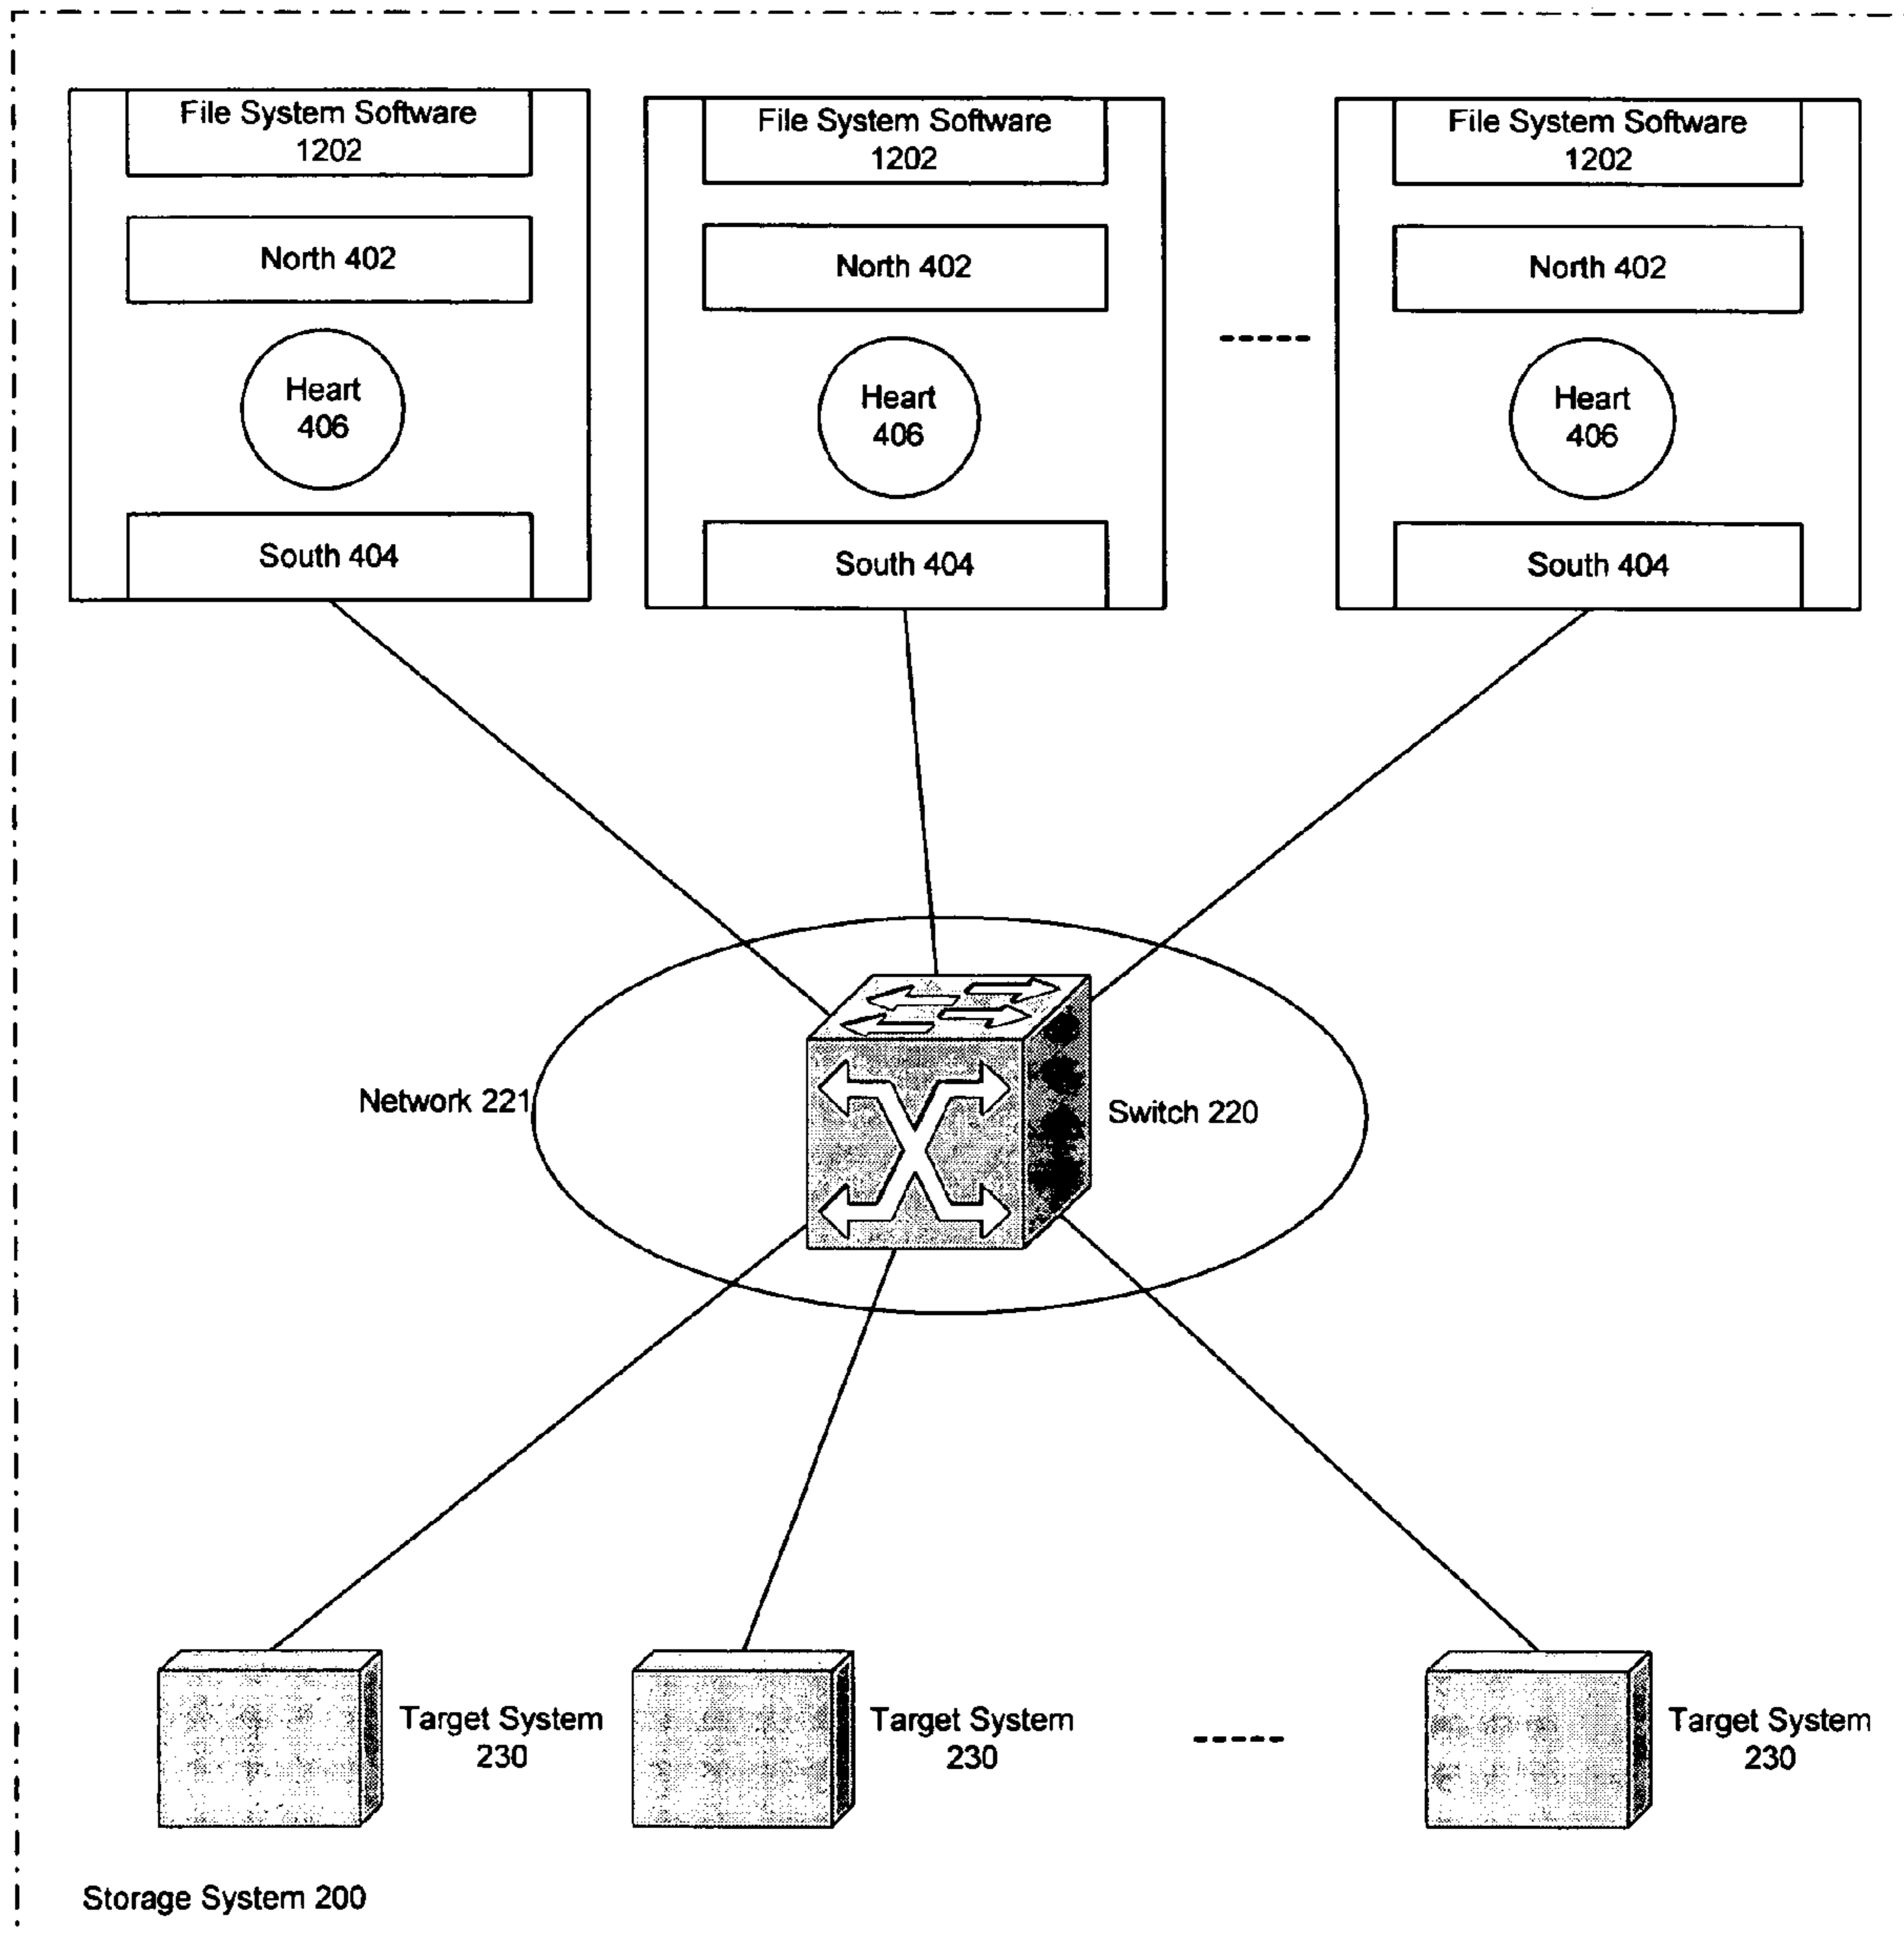 File System Software
1202
File System Software
1202
File System Software
1202
North 402
North 402
North 402
Heart
406
Heart
406
Heart
406
South 404
South 404
South 404
Network 221
Switch 220
Target System
230
Target System
230
Target System
230
Storage System 200